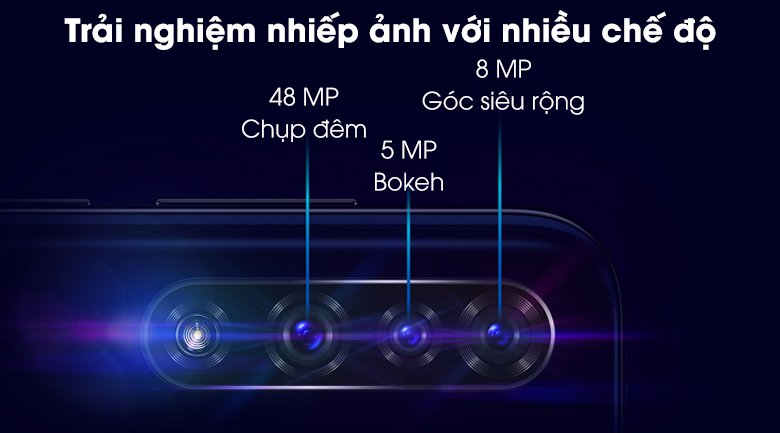 Trải nghiệm nhiếp ảnh với nhiều chế độ
48 MP
Chụp đêm
5 MP
Bokeh
8 MP
Góc siêu rộng